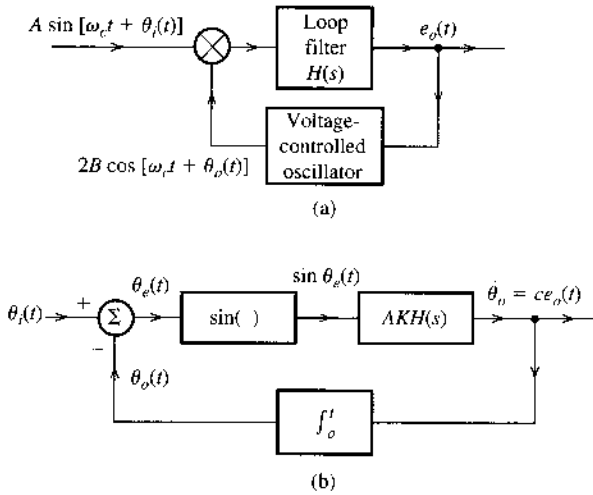 A sin [ω_c t + θ_i(t)]
Loop
filter
H(s)
e_o(t)
Voltage-
controlled
oscillator
2B cos [ω_c t + θ_o(t)]
(a)
θ_i(t)
+
Σ
−
θ_e(t)
sin( )
sin θ_e(t)
AKH(s)
θ̇_o = ce_o(t)
θ_o(t)
∫_o^t
(b)